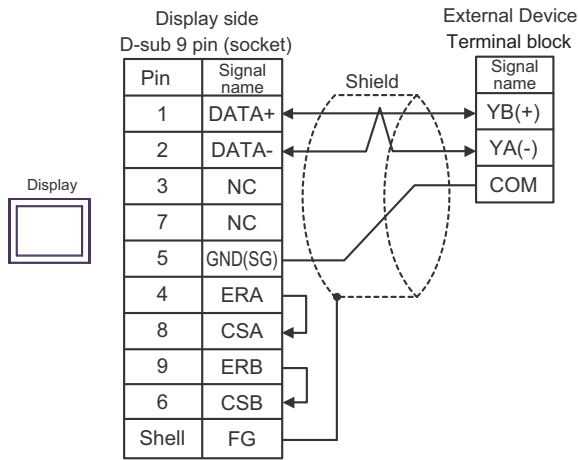 Display side
D-sub 9 pin (socket)
External Device
Terminal block
Pin Signal name
Shield
Signal name
1 DATA+
YB(+)
2 DATA-
YA(-)
Display
3 NC
COM
7 NC
5 GND(SG)
4 ERA
8 CSA
9 ERB
6 CSB
Shell FG